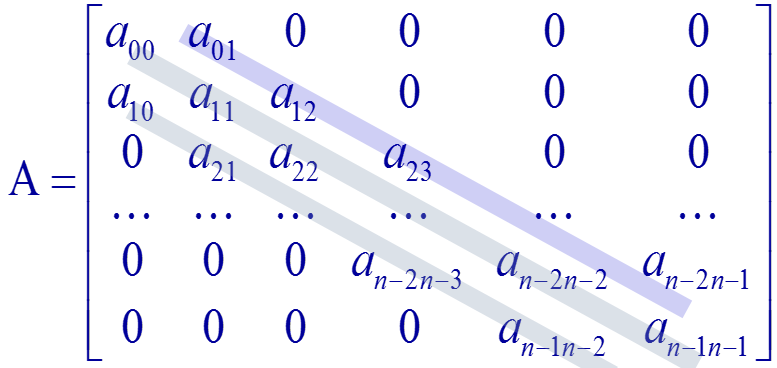 a₀₀ a₀₁ 0 0 0 0
a₁₀ a₁₁ a₁₂ 0 0 0
0 a₂₁ a₂₂ a₂₃ 0 0
A =
... ... ... ... ... ...
0 0 0 aₙ₋₂ₙ₋₃ aₙ₋₂ₙ₋₂ aₙ₋₂ₙ₋₁
0 0 0 0 aₙ₋₁ₙ₋₂ aₙ₋₁ₙ₋₁